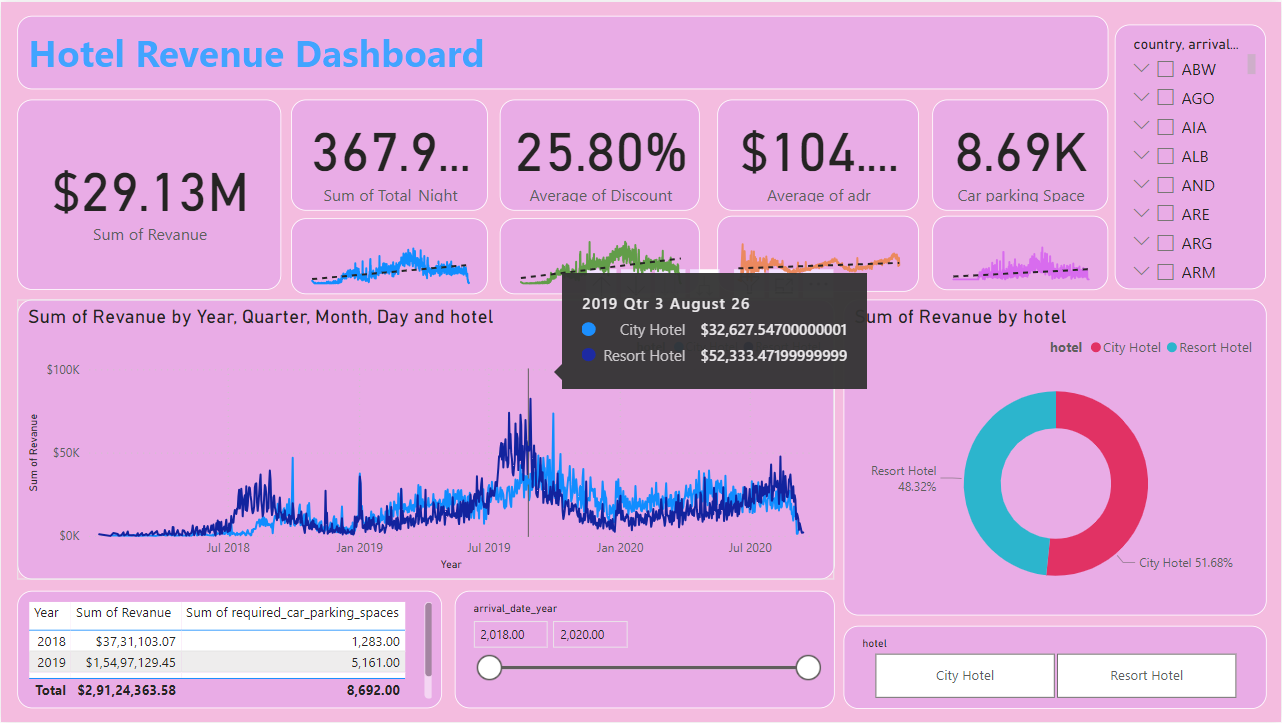 Hotel Revenue Dashboard
country, arrival...
ABW
AGO
AIA
ALB
AND
ARE
ARG
ARM
$29.13M
Sum of Revanue
367.9...
Sum of Total_Night
25.80%
Average of Discount
$104....
Average of adr
8.69K
Car parking Space
Sum of Revanue by Year, Quarter, Month, Day and hotel
2019 Qtr 3 August 26
City Hotel $32,627.54700000001
Resort Hotel $52,333.47199999999
$100K
$50K
$0K
Sum of Revanue
Jul 2018 Jan 2019 Jul 2019 Jan 2020 Jul 2020
Year
Sum of Revanue by hotel
hotel City Hotel Resort Hotel
Resort Hotel
48.32%
City Hotel 51.68%
Year Sum of Revanue Sum of required_car_parking_spaces
2018 $37,31,103.07 1,283.00
2019 $1,54,97,129.45 5,161.00
Total $2,91,24,363.58 8,692.00
arrival_date_year
2,018.00 2,020.00
hotel
City Hotel Resort Hotel